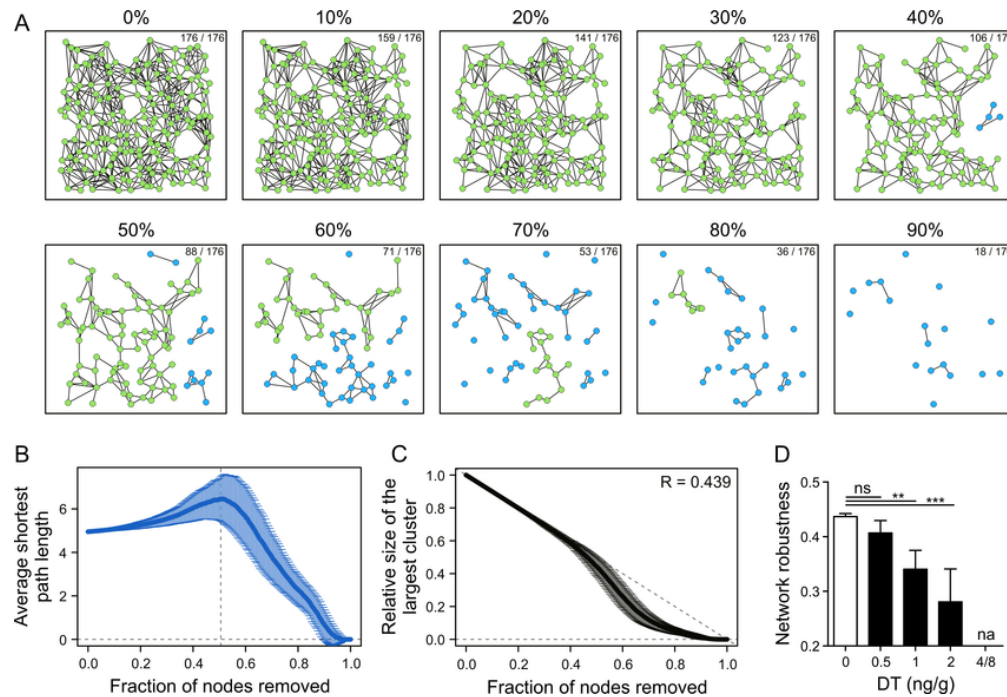 A
0% 10% 20% 30% 40%
176 / 176 159 / 176 141 / 176 123 / 176 106 / 17
50% 60% 70% 80% 90%
88 / 176 71 / 176 53 / 176 36 / 176 18 / 17
B
Average shortest
path length
6
4
2
0
0.0 0.2 0.4 0.6 0.8 1.0
Fraction of nodes removed
C
Relative size of the
largest cluster
R = 0.439
1.0
0.8
0.6
0.4
0.2
0.0
0.0 0.2 0.4 0.6 0.8 1.0
Fraction of nodes removed
D
Network robustness
ns
**
***
0.4
0.3
0.2
na
0 0.5 1 2 4/8
DT (ng/g)